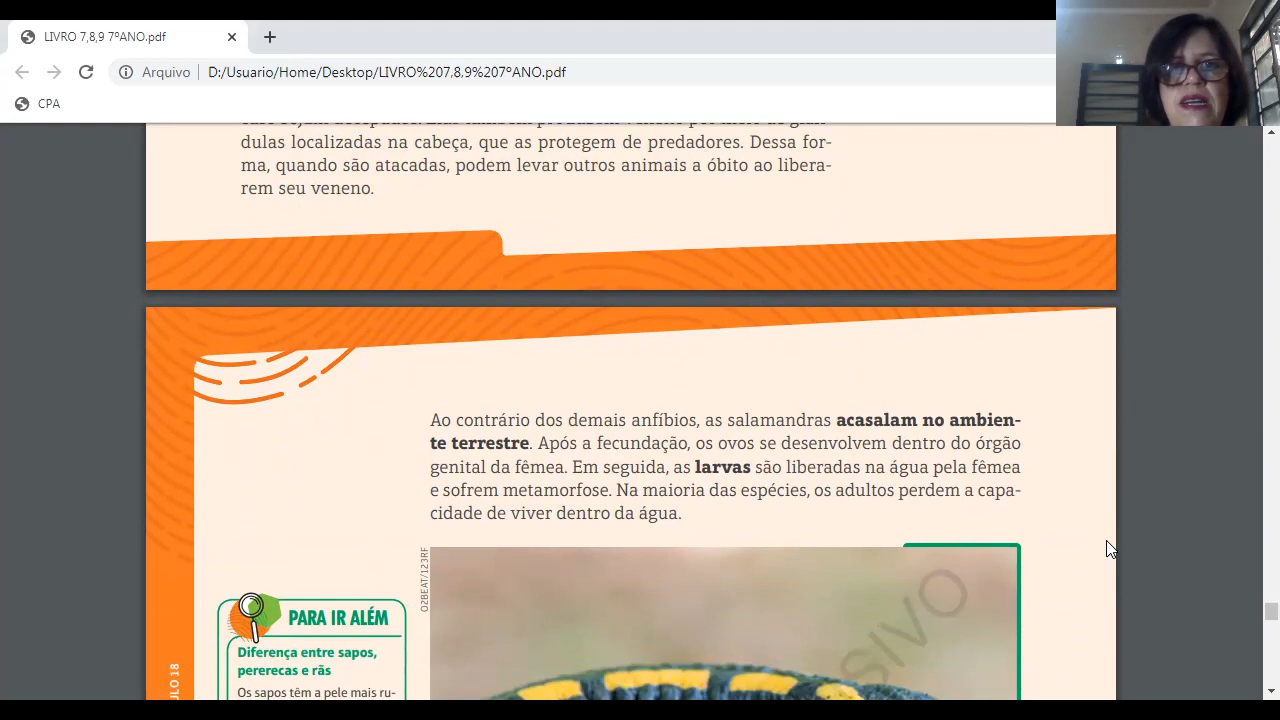 LIVRO 7,8,9 7ºANO.pdf
Arquivo
D:/Usuario/Home/Desktop/LIVRO%207,8,9%207ºANO.pdf
CPA
dulas localizadas na cabeça, que as protegem de predadores. Dessa for-
ma, quando são atacadas, podem levar outros animais a óbito ao libera-
rem seu veneno.
Ao contrário dos demais anfíbios, as salamandras acasalam no ambien-
te terrestre. Após a fecundação, os ovos se desenvolvem dentro do órgão
genital da fêmea. Em seguida, as larvas são liberadas na água pela fêmea
e sofrem metamorfose. Na maioria das espécies, os adultos perdem a capa-
cidade de viver dentro da água.
O2BEAT/123RF
SIVO
PARA IR ALÉM
Diferença entre sapos,
pererecas e rãs
Os sapos têm a pele mais ru-
ULO 18